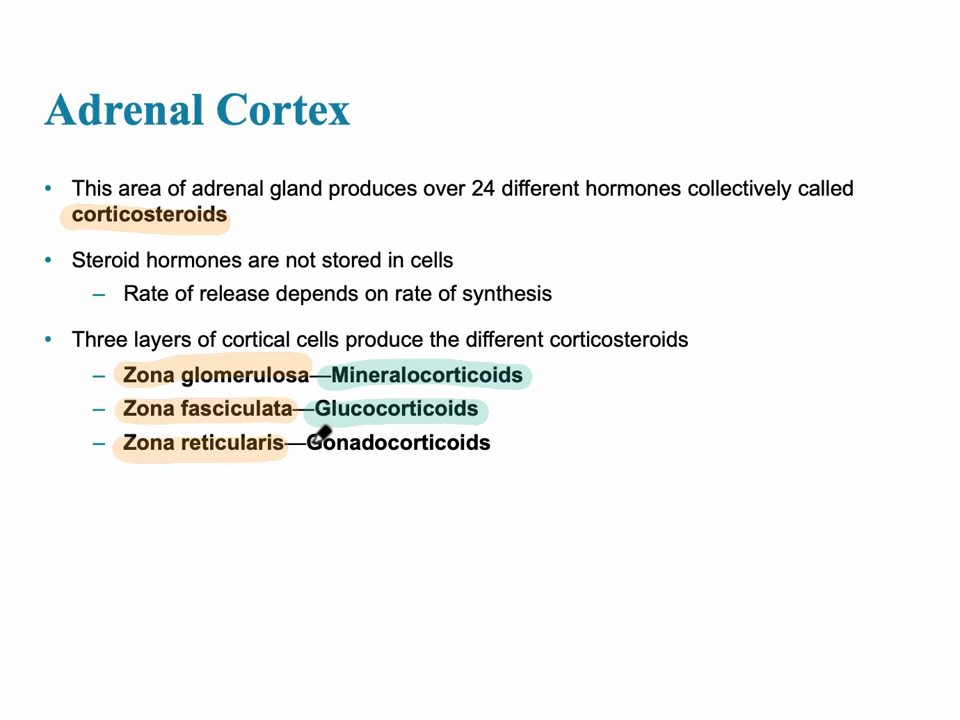 Adrenal Cortex
• This area of adrenal gland produces over 24 different hormones collectively called
corticosteroids
• Steroid hormones are not stored in cells
– Rate of release depends on rate of synthesis
• Three layers of cortical cells produce the different corticosteroids
– Zona glomerulosa—Mineralocorticoids
– Zona fasciculata—Glucocorticoids
– Zona reticularis—Gonadocorticoids